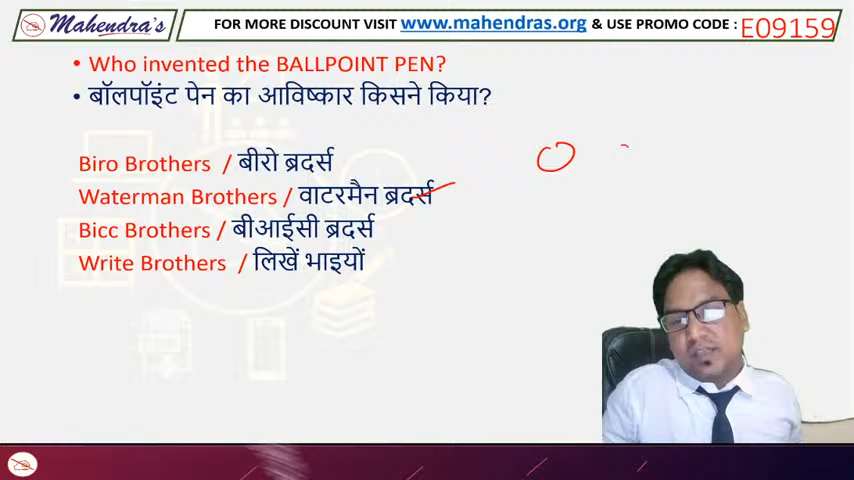 Mahendra's
FOR MORE DISCOUNT VISIT www.mahendras.org & USE PROMO CODE : E09159
• Who invented the BALLPOINT PEN?
• बॉलपॉइंट पेन का आविष्कार किसने किया?
Biro Brothers / बीरो ब्रदर्स
Waterman Brothers / वाटरमैन ब्रदर्स
Bicc Brothers / बीआईसी ब्रदर्स
Write Brothers / लिखें भाइयों